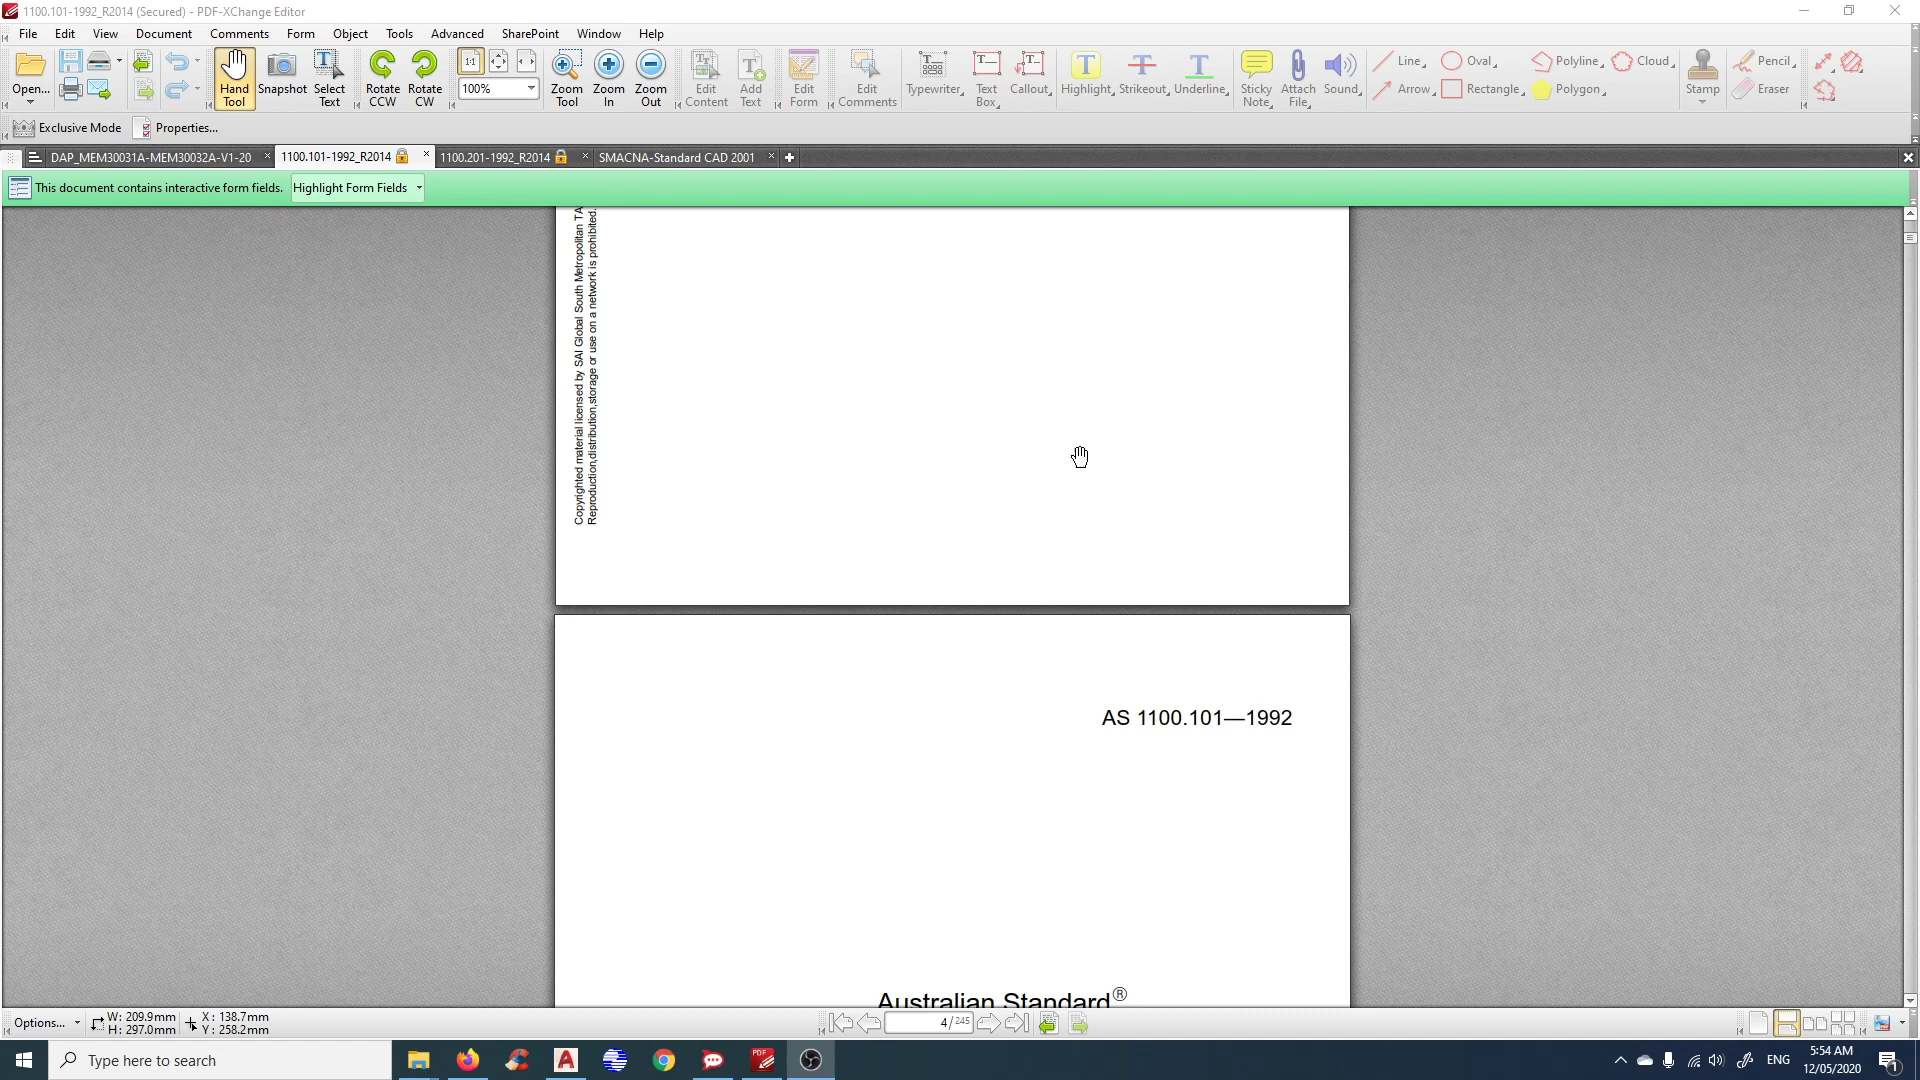 1100.101-1992_R2014 (Secured) - PDF-XChange Editor
File Edit View Document Comments Form Object Tools Advanced SharePoint Window Help
Open... Hand Tool Snapshot Select Text Rotate CCW Rotate CW 1:1 100% Zoom Tool Zoom In Zoom Out Edit Content Add Text Edit Form Edit Comments Typewriter Text Box Callout Highlight Strikeout Underline Sticky Note Attach File Sound Line Arrow Oval Rectangle Polyline Polygon Cloud Stamp Pencil Eraser
Exclusive Mode Properties...
DAP_MEM30031A-MEM30032A-V1-20 1100.101-1992_R2014 1100.201-1992_R2014 SMACNA-Standard CAD 2001
This document contains interactive form fields. Highlight Form Fields
Copyrighted material licensed by SAI Global South Metropolitan TA
Reproduction,distribution,storage or use on a network is prohibited.
AS 1100.101—1992
Australian Standard®
Options... W: 209.9mm H: 297.0mm X: 138.7mm Y: 258.2mm 4/245
Type here to search PDF ENG 5:54 AM 12/05/2020 1